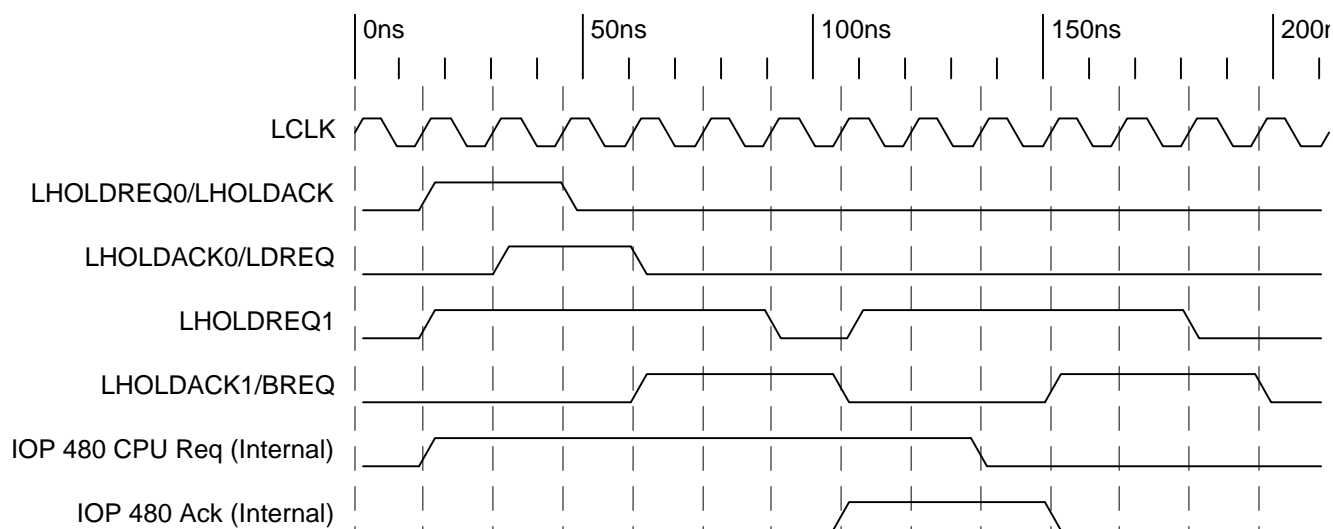 0ns 50ns 100ns 150ns 200n
LCLK
LHOLDREQ0/LHOLDACK
LHOLDACK0/LDREQ
LHOLDREQ1
LHOLDACK1/BREQ
IOP 480 CPU Req (Internal)
IOP 480 Ack (Internal)